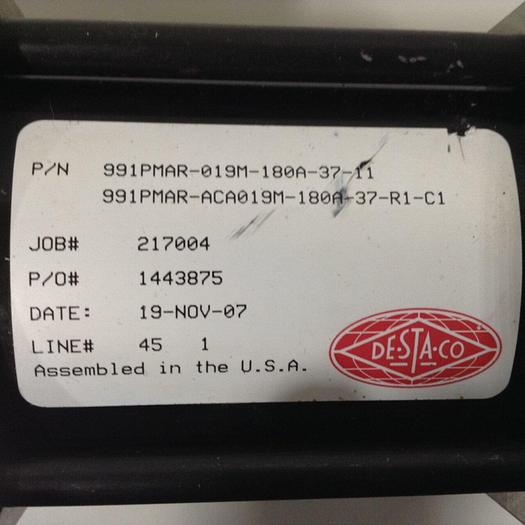 P/N 991PMAR-019M-180A-37-11
991PMAR-ACA019M-180A-37-R1-C1
JOB# 217004
P/O# 1443875
DATE: 19-NOV-07
LINE# 45 1
Assembled in the U.S.A.
DE-STA-CO